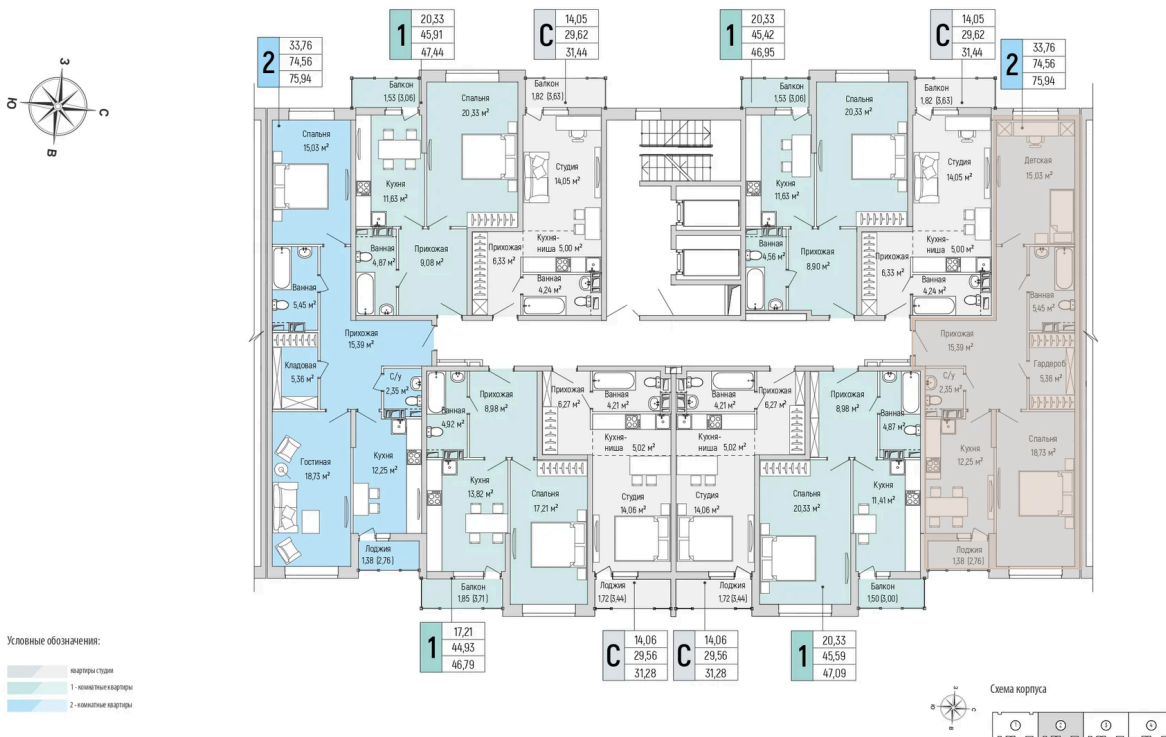 20,33
45,91
47,44
1
14,05
29,62
31,44
С
20,33
45,42
46,95
1
14,05
29,62
31,44
С
33,76
74,56
75,94
2
33,76
74,56
75,94
2
З
С
В
Ю
Балкон
1,53 (3,06)
Спальня
20,33 м²
Балкон
1,82 (3,63)
Балкон
1,53 (3,06)
Спальня
20,33 м²
Балкон
1,82 (3,63)
Спальня
15,03 м²
Кухня
11,63 м²
Студия
14,05 м²
Кухня
11,63 м²
Студия
14,05 м²
Детская
15,03 м²
Ванная
4,87 м²
Прихожая
9,08 м²
Прихожая
6,33 м²
Кухня-
ниша 5,00 м²
Ванная
4,24 м²
Ванная
4,56 м²
Прихожая
8,90 м²
Прихожая
6,33 м²
Кухня-
ниша 5,00 м²
Ванная
4,24 м²
Ванная
5,45 м²
Ванная
5,45 м²
Прихожая
15,39 м²
Прихожая
15,39 м²
Кладовая
5,36 м²
С/у
2,35 м²
Ванная
4,92 м²
Прихожая
8,98 м²
Прихожая
6,27 м²
Ванная
4,21 м²
Ванная
4,21 м²
Прихожая
6,27 м²
Прихожая
8,98 м²
Ванная
4,87 м²
С/у
2,35 м²
Гардероб
5,36 м²
Гостиная
18,73 м²
Кухня
12,25 м²
Кухня
13,82 м²
Спальня
17,21 м²
Кухня-
ниша 5,02 м²
Студия
14,06 м²
Кухня-
ниша 5,02 м²
Студия
14,06 м²
Спальня
20,33 м²
Кухня
11,41 м²
Кухня
12,25 м²
Спальня
18,73 м²
Лоджия
1,38 (2,76)
Балкон
1,85 (3,71)
Лоджия
1,72 (3,44)
Лоджия
1,72 (3,44)
Балкон
1,50 (3,00)
Лоджия
1,38 (2,76)
1
17,21
44,93
46,79
С
14,06
29,56
31,28
С
14,06
29,56
31,28
1
20,33
45,59
47,09
Условные обозначения:
квартиры студии
1 - комнатные квартиры
2 - комнатные квартиры
З
С
В
Ю
Схема корпуса
1
2
3
4